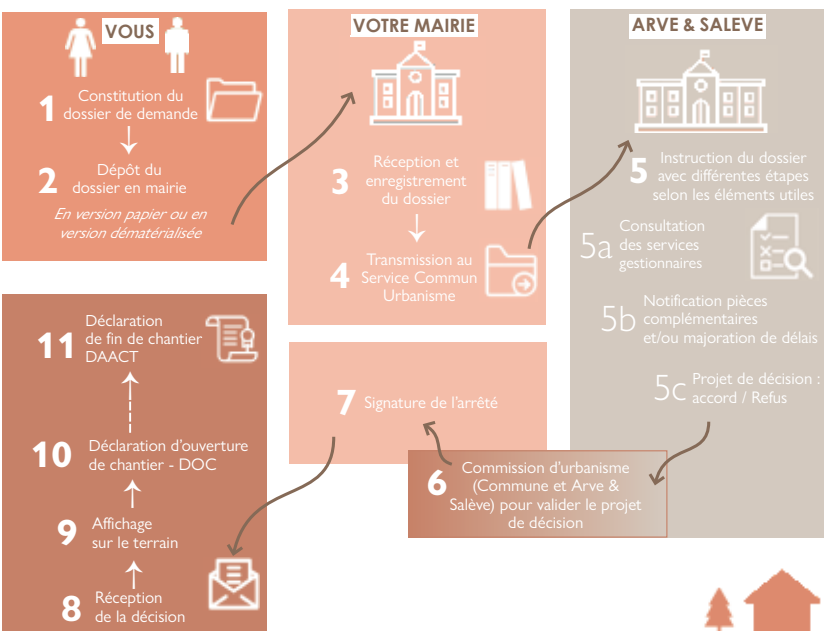 VOUS
1
Constitution du
dossier de demande
2
Dépôt du
dossier en mairie
En version papier ou en
version dématérialisée
VOTRE MAIRIE
3
Réception et
enregistrement
du dossier
4
Transmission au
Service Commun
Urbanisme
ARVE & SALEVE
5
Instruction du dossier
avec différentes étapes
selon les éléments utiles
5a
Consultation
des services
gestionnaires
5b
Notification pièces
complémentaires
et/ou majoration de délais
5c
Projet de décision :
accord / Refus
6
Commission d'urbanisme
(Commune et Arve &
Salève) pour valider le projet
de décision
7
Signature de l'arrêté
8
Réception
de la décision
9
Affichage
sur le terrain
10
Déclaration d'ouverture
de chantier - DOC
11
Déclaration
de fin de chantier
DAACT